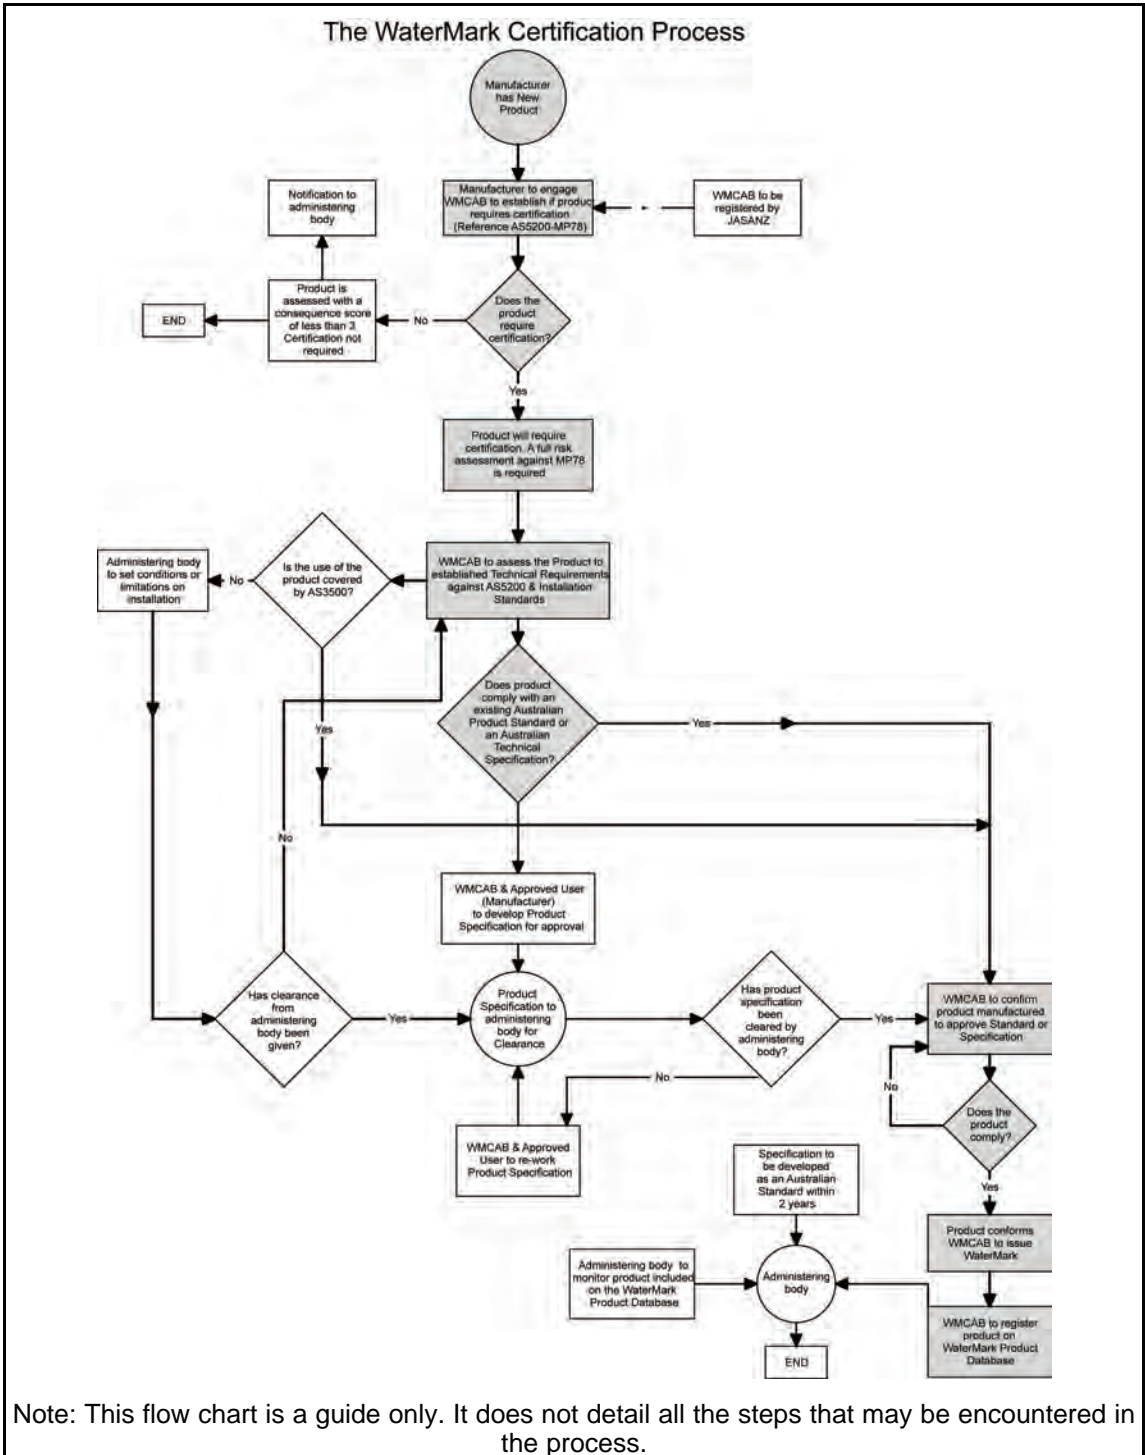 The WaterMark Certification Process
Manufacturer
has New
Product
Manufacturer to engage
WMCAB to establish if product
requires certification
(Reference AS5200-MP78)
WMCAB to be
registered by
JASANZ
Notification to
administering
body
Product is
assessed with a
consequence score
of less than 3
Certification not
required
END
No
Does the
product
require
certification?
Yes
Product will require
certification. A full risk
assessment against MP78
is required
Administering body
to set conditions or
limitations on
installation
No
Is the use of the
product covered
by AS3500?
WMCAB to assess the Product to
established Technical Requirements
against AS5200 & Installation
Standards
Does product
comply with an
existing Australian
Product Standard or
an Australian
Technical
Specification?
Yes
Yes
No
WMCAB & Approved User
(Manufacturer)
to develop Product
Specification for approval
Has clearance
from
administering
body been
given?
Yes
Product
Specification to
administering
body for
Clearance
Has product
specification
been
cleared by
administering
body?
Yes
WMCAB to confirm
product manufactured
to approve Standard or
Specification
No
No
Does the
product
comply?
WMCAB & Approved
User to re-work
Product Specification
Specification to
be developed
as an Australian
Standard within
2 years
Yes
Product conforms
WMCAB to issue
WaterMark
Administering body to
monitor product included
on the WaterMark
Product Database
Administering
body
WMCAB to register
product on
WaterMark Product
Database
END
Note: This flow chart is a guide only. It does not detail all the steps that may be encountered in
the process.